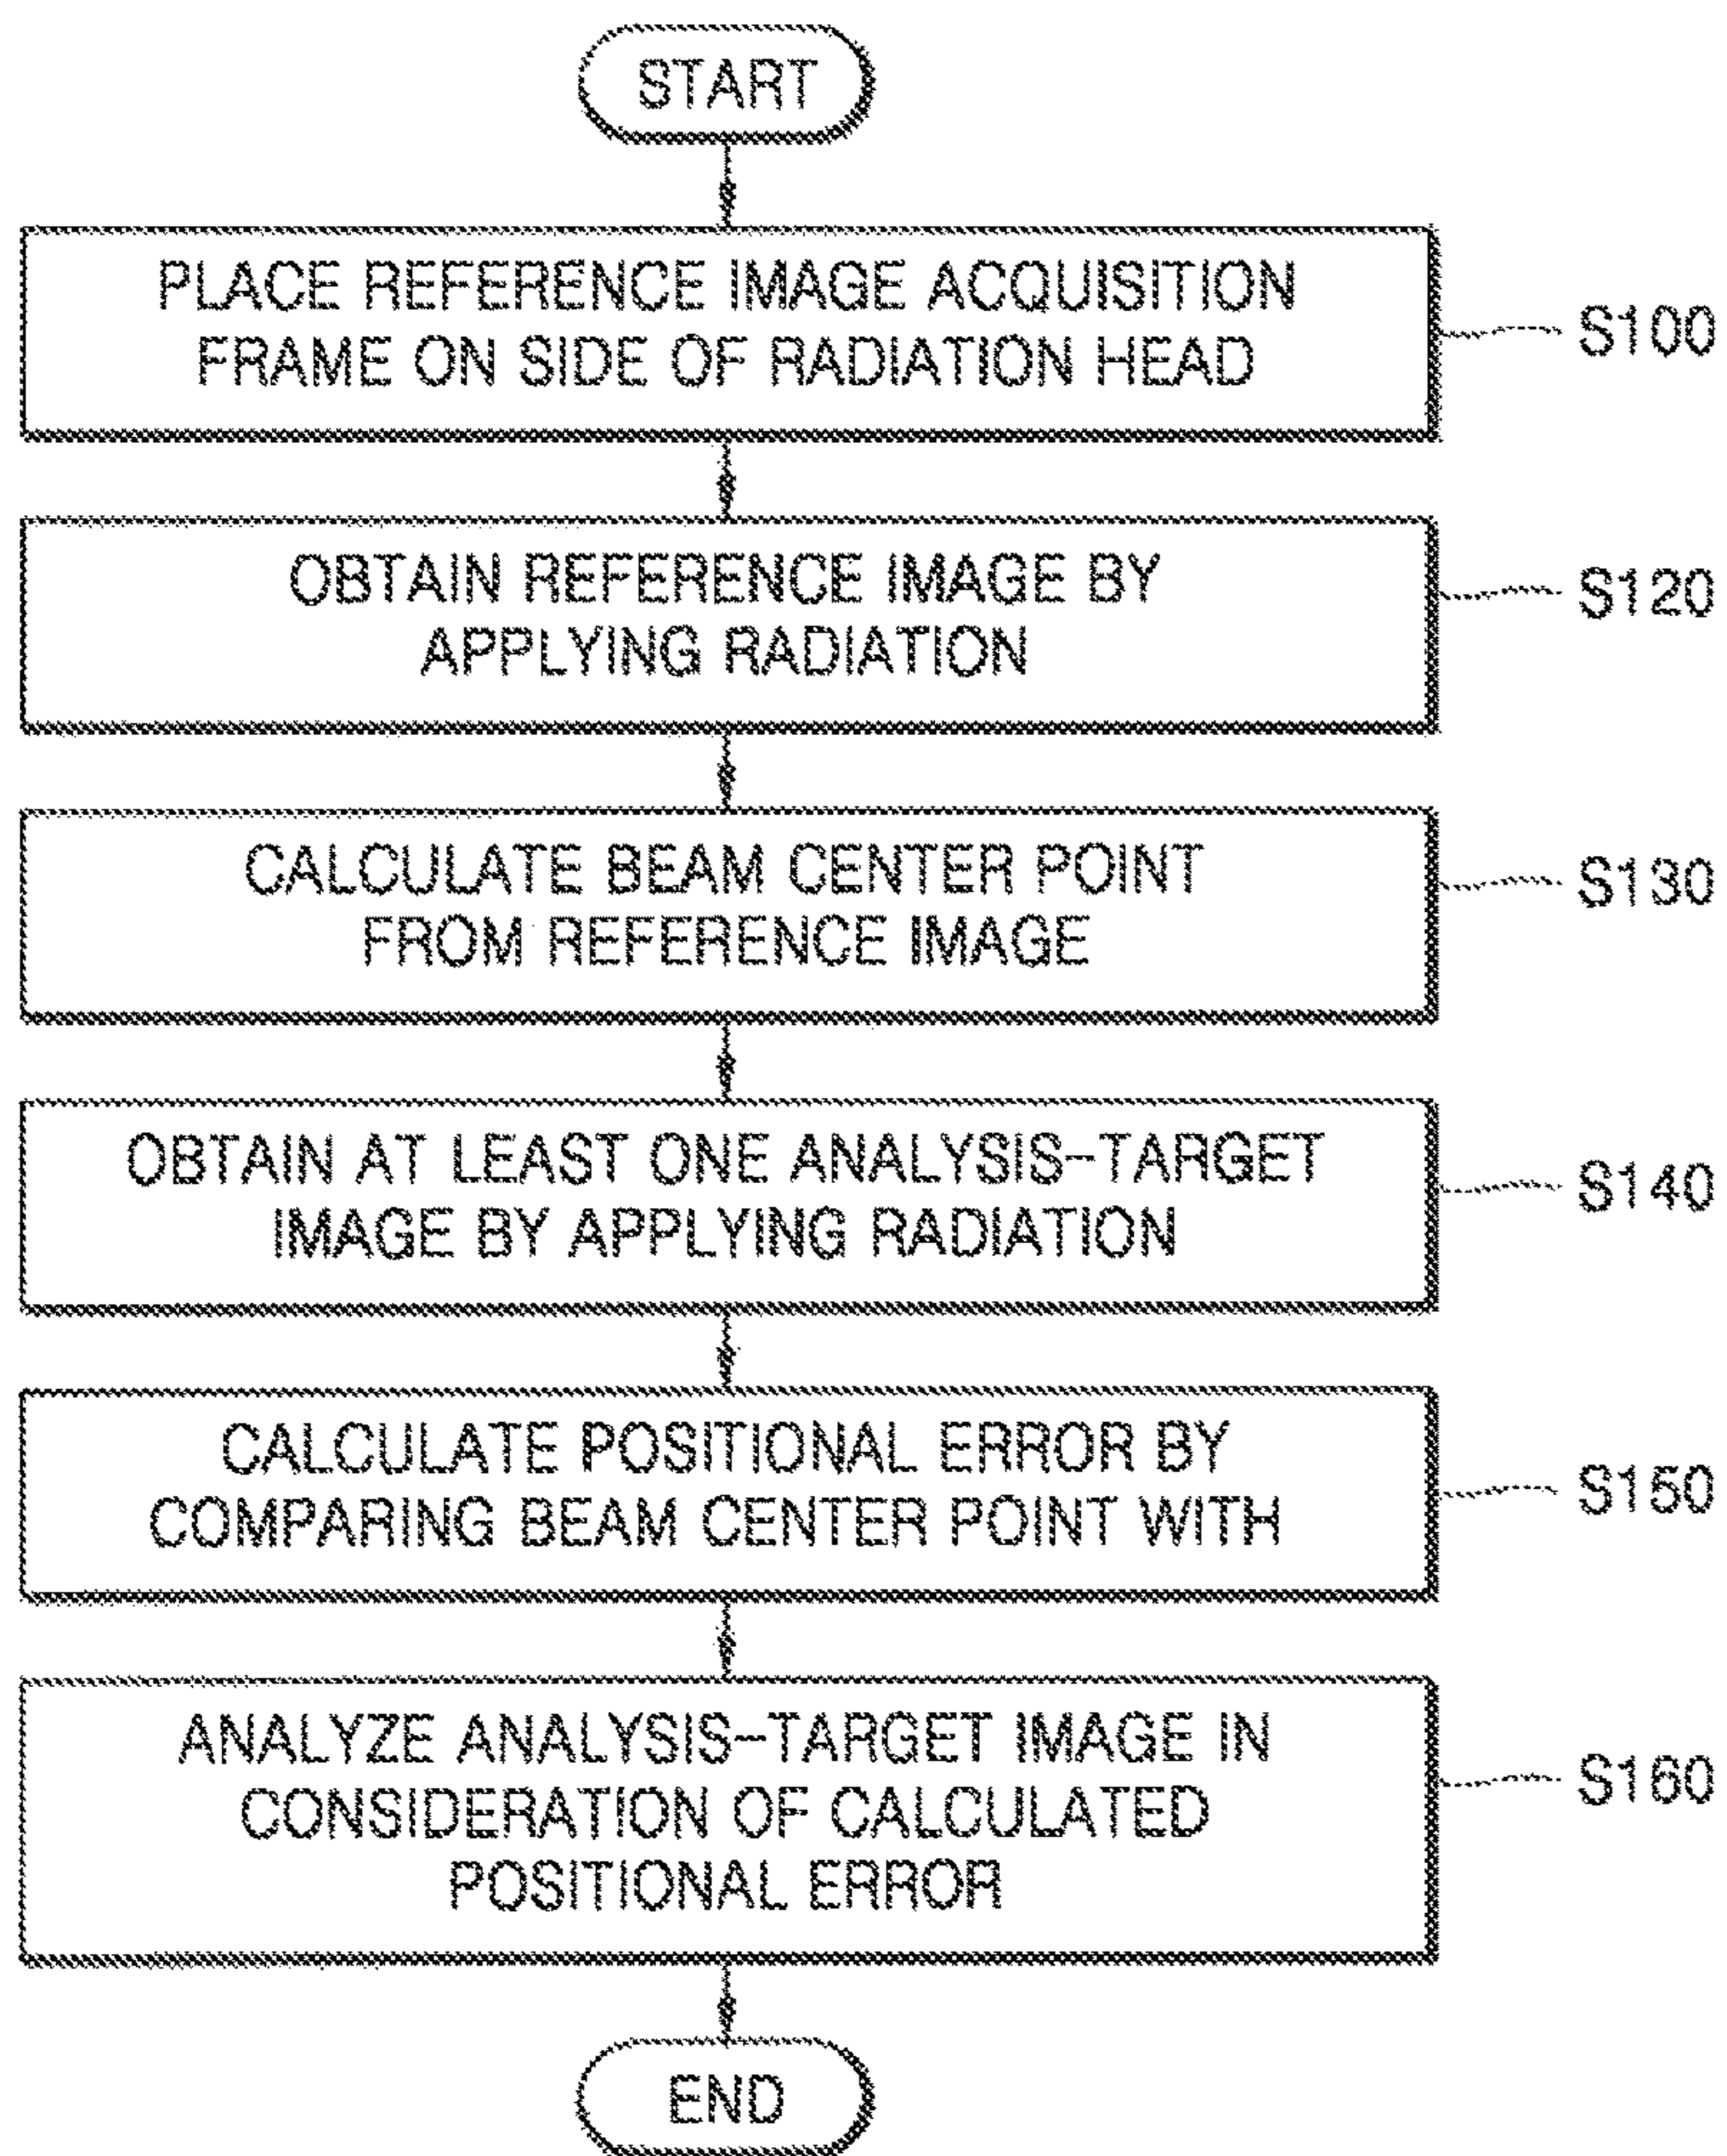 START
PLACE REFERENCE IMAGE ACQUISITION
FRAME ON SIDE OF RADIATION HEAD
S100
OBTAIN REFERENCE IMAGE BY
APPLYING RADIATION
S120
CALCULATE BEAM CENTER POINT
FROM REFERENCE IMAGE
S130
OBTAIN AT LEAST ONE ANALYSIS-TARGET
IMAGE BY APPLYING RADIATION
S140
CALCULATE POSITIONAL ERROR BY
COMPARING BEAM CENTER POINT WITH
S150
ANALYZE ANALYSIS-TARGET IMAGE IN
CONSIDERATION OF CALCULATED
POSITIONAL ERROR
S160
END